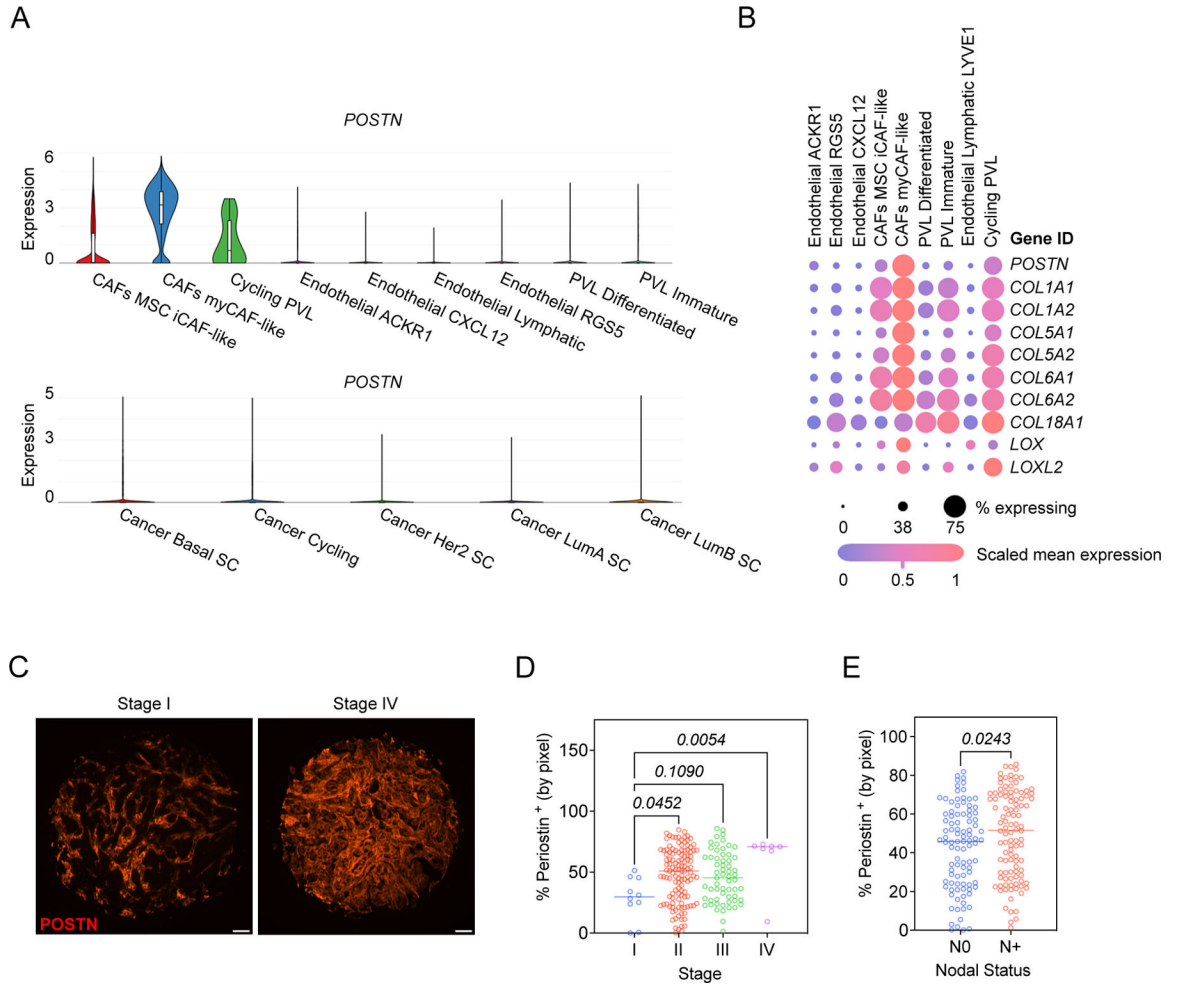 A
POSTN
Expression
6
3
0
CAFs MSC iCAF-like
CAFs myCAF-like
Cycling PVL
Endothelial ACKR1
Endothelial CXCL12
Endothelial Lymphatic
Endothelial RGS5
PVL Differentiated
PVL Immature
POSTN
Expression
5
3
0
Cancer Basal SC
Cancer Cycling
Cancer Her2 SC
Cancer LumA SC
Cancer LumB SC
B
Endothelial ACKR1
Endothelial RGS5
Endothelial CXCL12
CAFs MSC iCAF-like
CAFs myCAF-like
PVL Differentiated
PVL Immature
Endothelial Lymphatic LYVE1
Cycling PVL
Gene ID
POSTN
COL1A1
COL1A2
COL5A1
COL5A2
COL6A1
COL6A2
COL18A1
LOX
LOXL2
% expressing
0 38 75
Scaled mean expression
0 0.5 1
C
Stage I
Stage IV
POSTN
D
% Periostin + (by pixel)
150
100
50
0
0.0054
0.1090
0.0452
I II III IV
Stage
E
% Periostin + (by pixel)
100
80
60
40
20
0
0.0243
N0 N+
Nodal Status